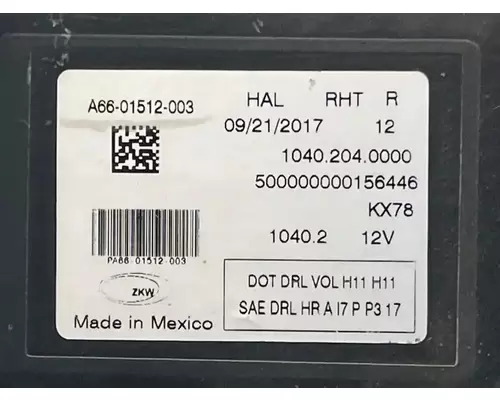 A66-01512-003
HAL RHT R
09/21/2017 12
1040.204.0000
500000000156446
KX78
1040.2 12V
PA66-01512-003
ZKW
DOT DRL VOL H11 H11
SAE DRL HR A I7 P P3 17
Made in Mexico